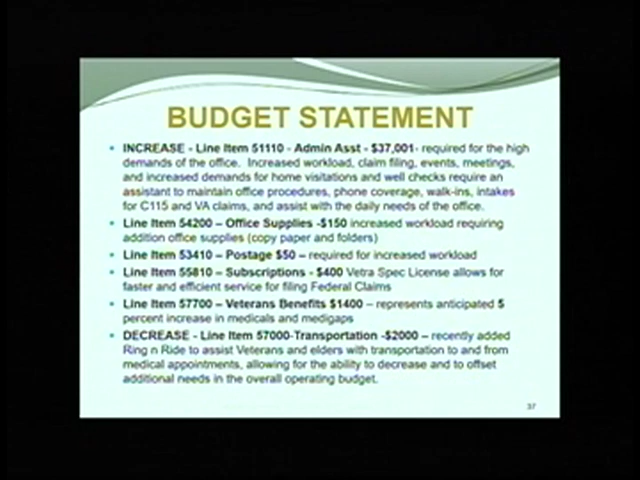 BUDGET STATEMENT
• INCREASE - Line Item 51110 - Admin Asst - $37,001- required for the high
demands of the office. Increased workload, claim filing, events, meetings,
and increased demands for home visitations and well checks require an
assistant to maintain office procedures, phone coverage, walk-ins, intakes
for C115 and VA claims, and assist with the daily needs of the office.
• Line Item 54200 – Office Supplies -$150 increased workload requiring
addition office supplies (copy paper and folders)
• Line Item 53410 – Postage $50 – required for increased workload
• Line Item 55810 – Subscriptions - $400 Vetra Spec License allows for
faster and efficient service for filing Federal Claims
• Line Item 57700 – Veterans Benefits $1400 – represents anticipated 5
percent increase in medicals and medigaps
• DECREASE - Line Item 57000-Transportation -$2000 – recently added
Ring n Ride to assist Veterans and elders with transportation to and from
medical appointments, allowing for the ability to decrease and to offset
additional needs in the overall operating budget.
37